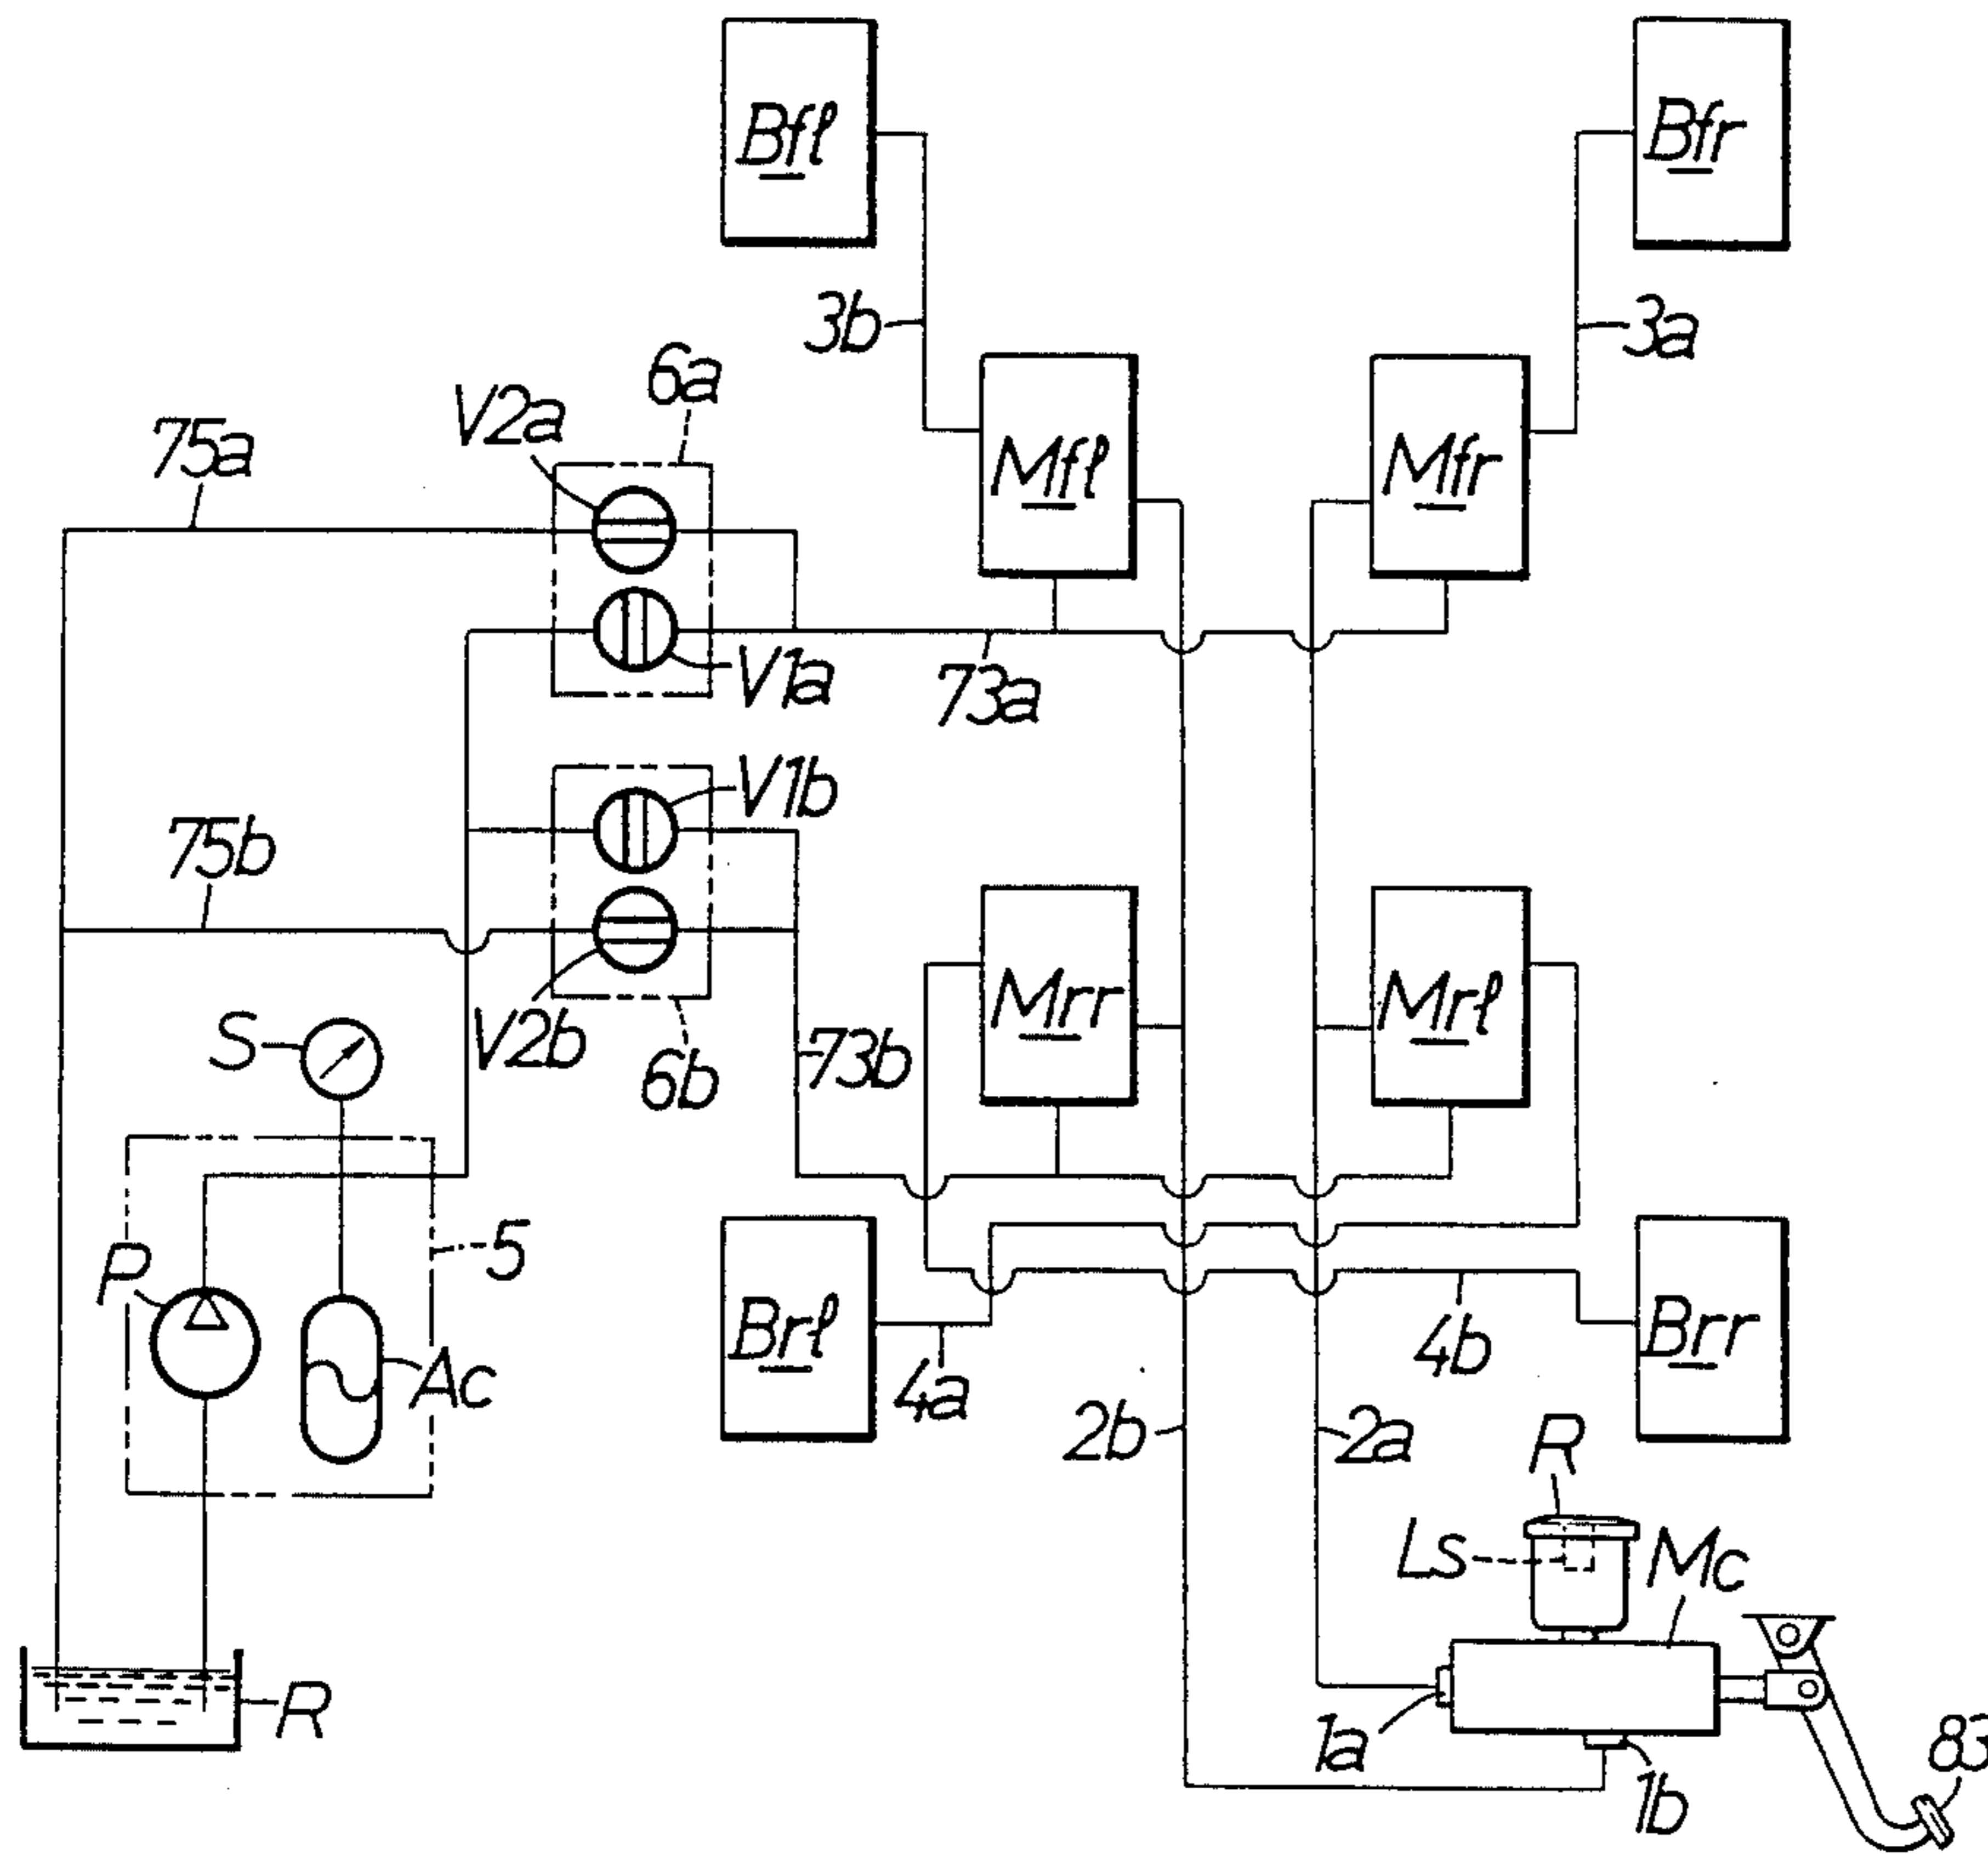 Bfl
Bfr
3b
3a
6a
V2a
75a
Mfl
Mfr
V1a
73a
V1b
75b
Mrr
Mrl
S
V2b
6b
73b
P
5
Brl
Brr
Ac
4a
4b
2b
2a
R
Ls
Mc
R
1a
1b
83